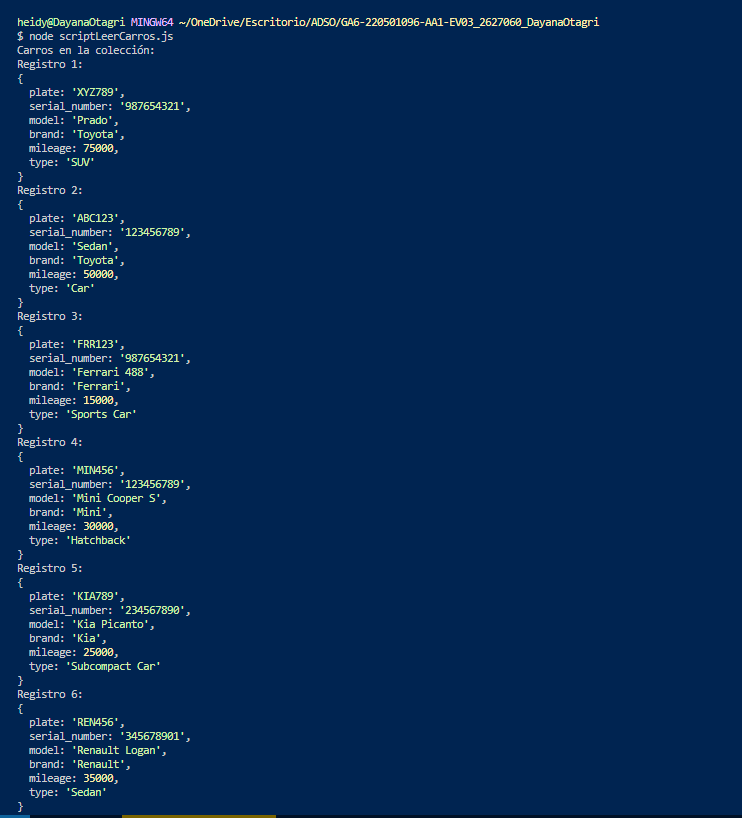 heidy@DayanaOtagri MINGW64 ~/OneDrive/Escritorio/ADSO/GA6-220501096-AA1-EV03_2627060_DayanaOtagri
$ node scriptLeerCarros.js
Carros en la colección:
Registro 1:
{
  plate: 'XYZ789',
  serial_number: '987654321',
  model: 'Prado',
  brand: 'Toyota',
  mileage: 75000,
  type: 'SUV'
}
Registro 2:
{
  plate: 'ABC123',
  serial_number: '123456789',
  model: 'Sedan',
  brand: 'Toyota',
  mileage: 50000,
  type: 'Car'
}
Registro 3:
{
  plate: 'FRR123',
  serial_number: '987654321',
  model: 'Ferrari 488',
  brand: 'Ferrari',
  mileage: 15000,
  type: 'Sports Car'
}
Registro 4:
{
  plate: 'MIN456',
  serial_number: '123456789',
  model: 'Mini Cooper S',
  brand: 'Mini',
  mileage: 30000,
  type: 'Hatchback'
}
Registro 5:
{
  plate: 'KIA789',
  serial_number: '234567890',
  model: 'Kia Picanto',
  brand: 'Kia',
  mileage: 25000,
  type: 'Subcompact Car'
}
Registro 6:
{
  plate: 'REN456',
  serial_number: '345678901',
  model: 'Renault Logan',
  brand: 'Renault',
  mileage: 35000,
  type: 'Sedan'
}